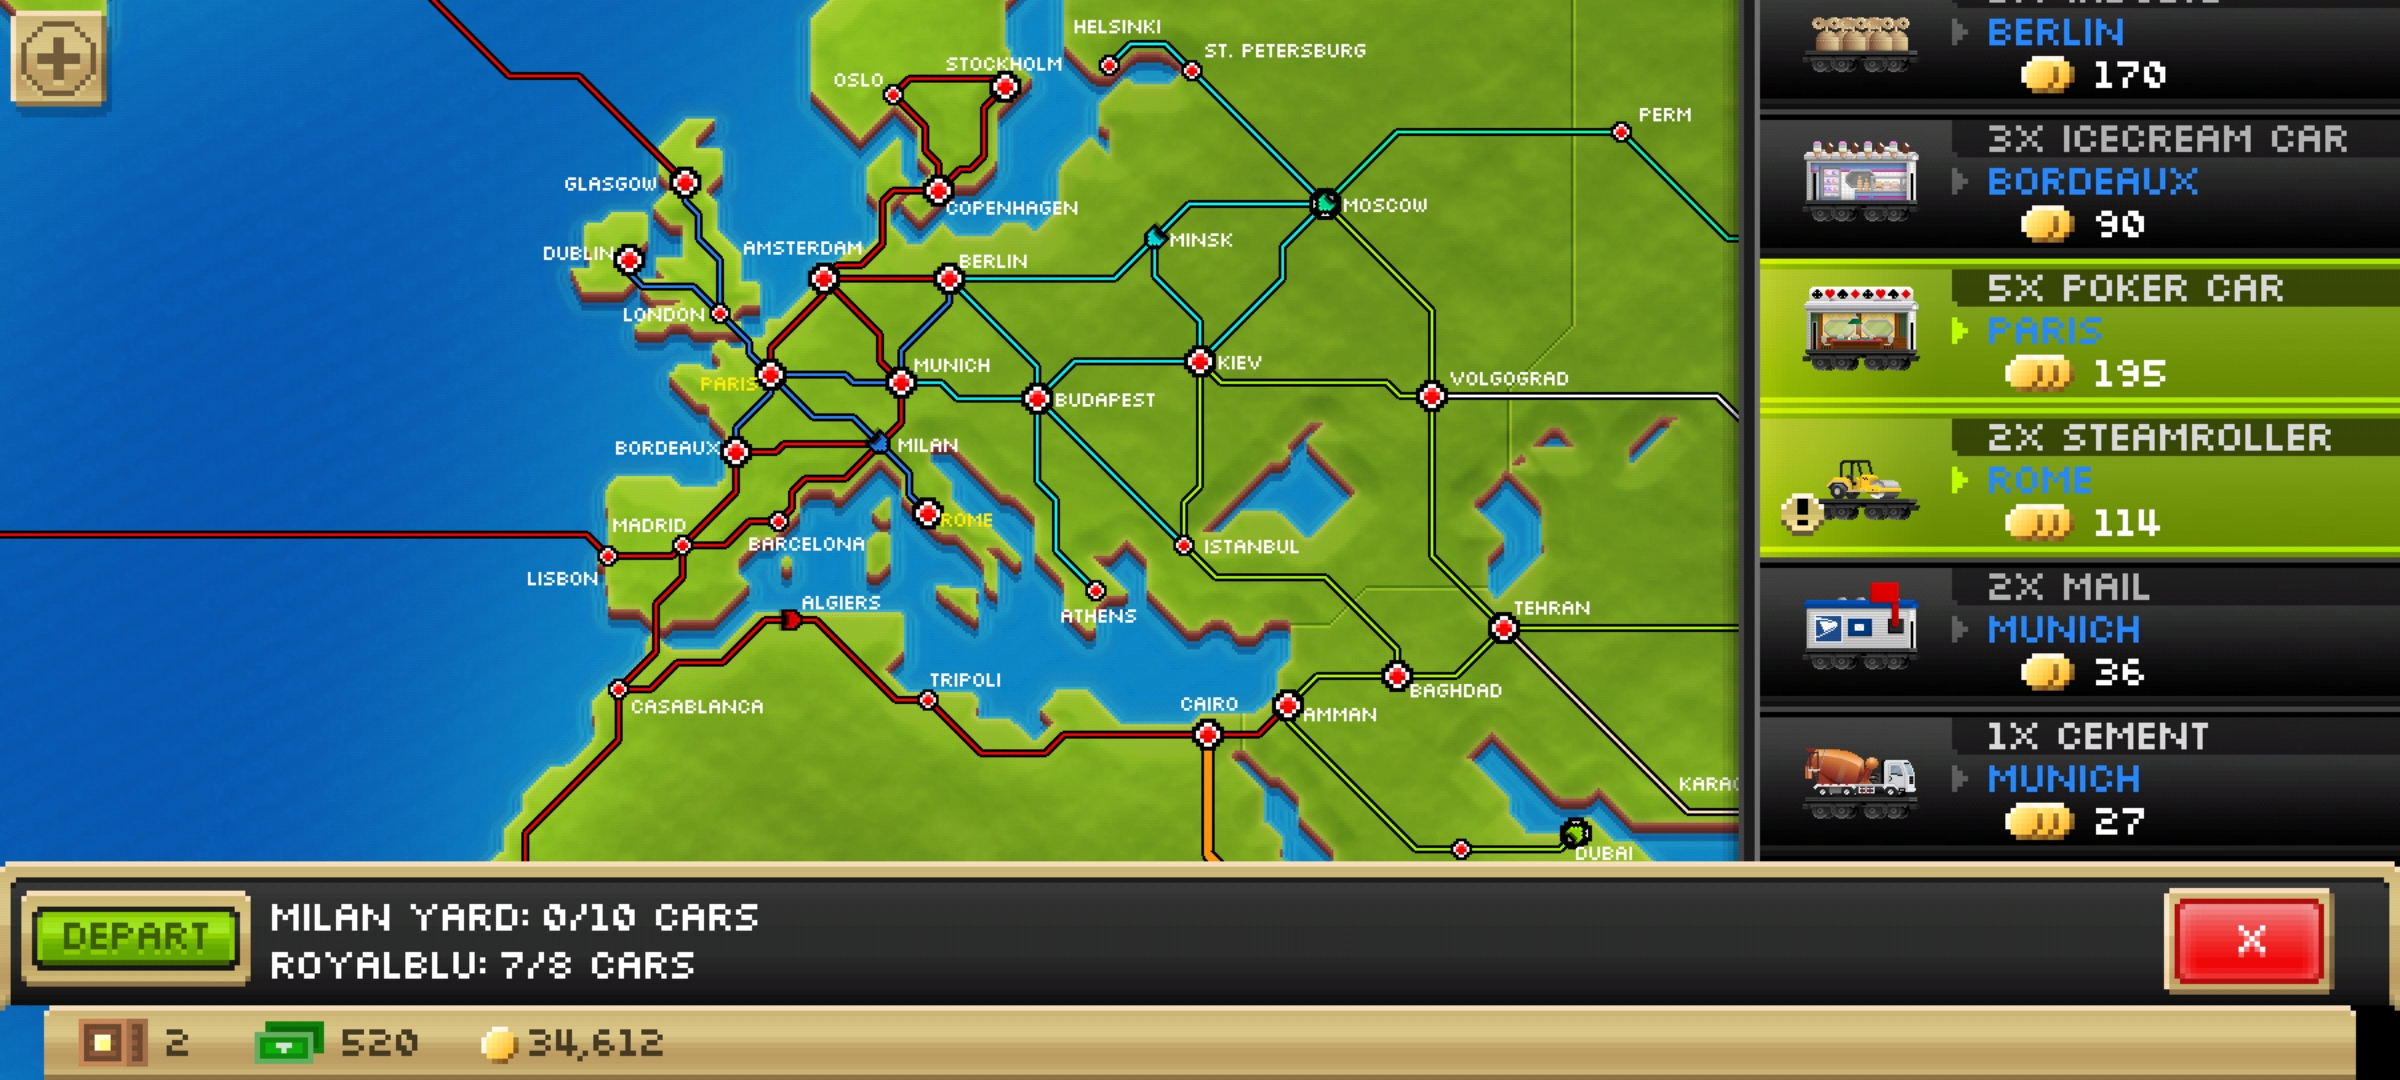 HELSINKI
ST. PETERSBURG
STOCKHOLM
OSLO
PERM
GLASGOW
COPENHAGEN
MOSCOW
MINSK
DUBLIN
AMSTERDAM
BERLIN
LONDON
MUNICH
KIEV
VOLGOGRAD
PARIS
BUDAPEST
BORDEAUX
MILAN
MADRID
ROME
BARCELONA
ISTANBUL
LISBON
ALGIERS
ATHENS
TEHRAN
TRIPOLI
BAGHDAD
CASABLANCA
CAIRO
AMMAN
KARAC
DUBAI
BERLIN
170
3X ICECREAM CAR
BORDEAUX
90
5X POKER CAR
PARIS
195
2X STEAMROLLER
ROME
114
2X MAIL
MUNICH
36
1X CEMENT
MUNICH
27
DEPART
MILAN YARD: 0/10 CARS
ROYALBLU: 7/8 CARS
X
2
520
34,612